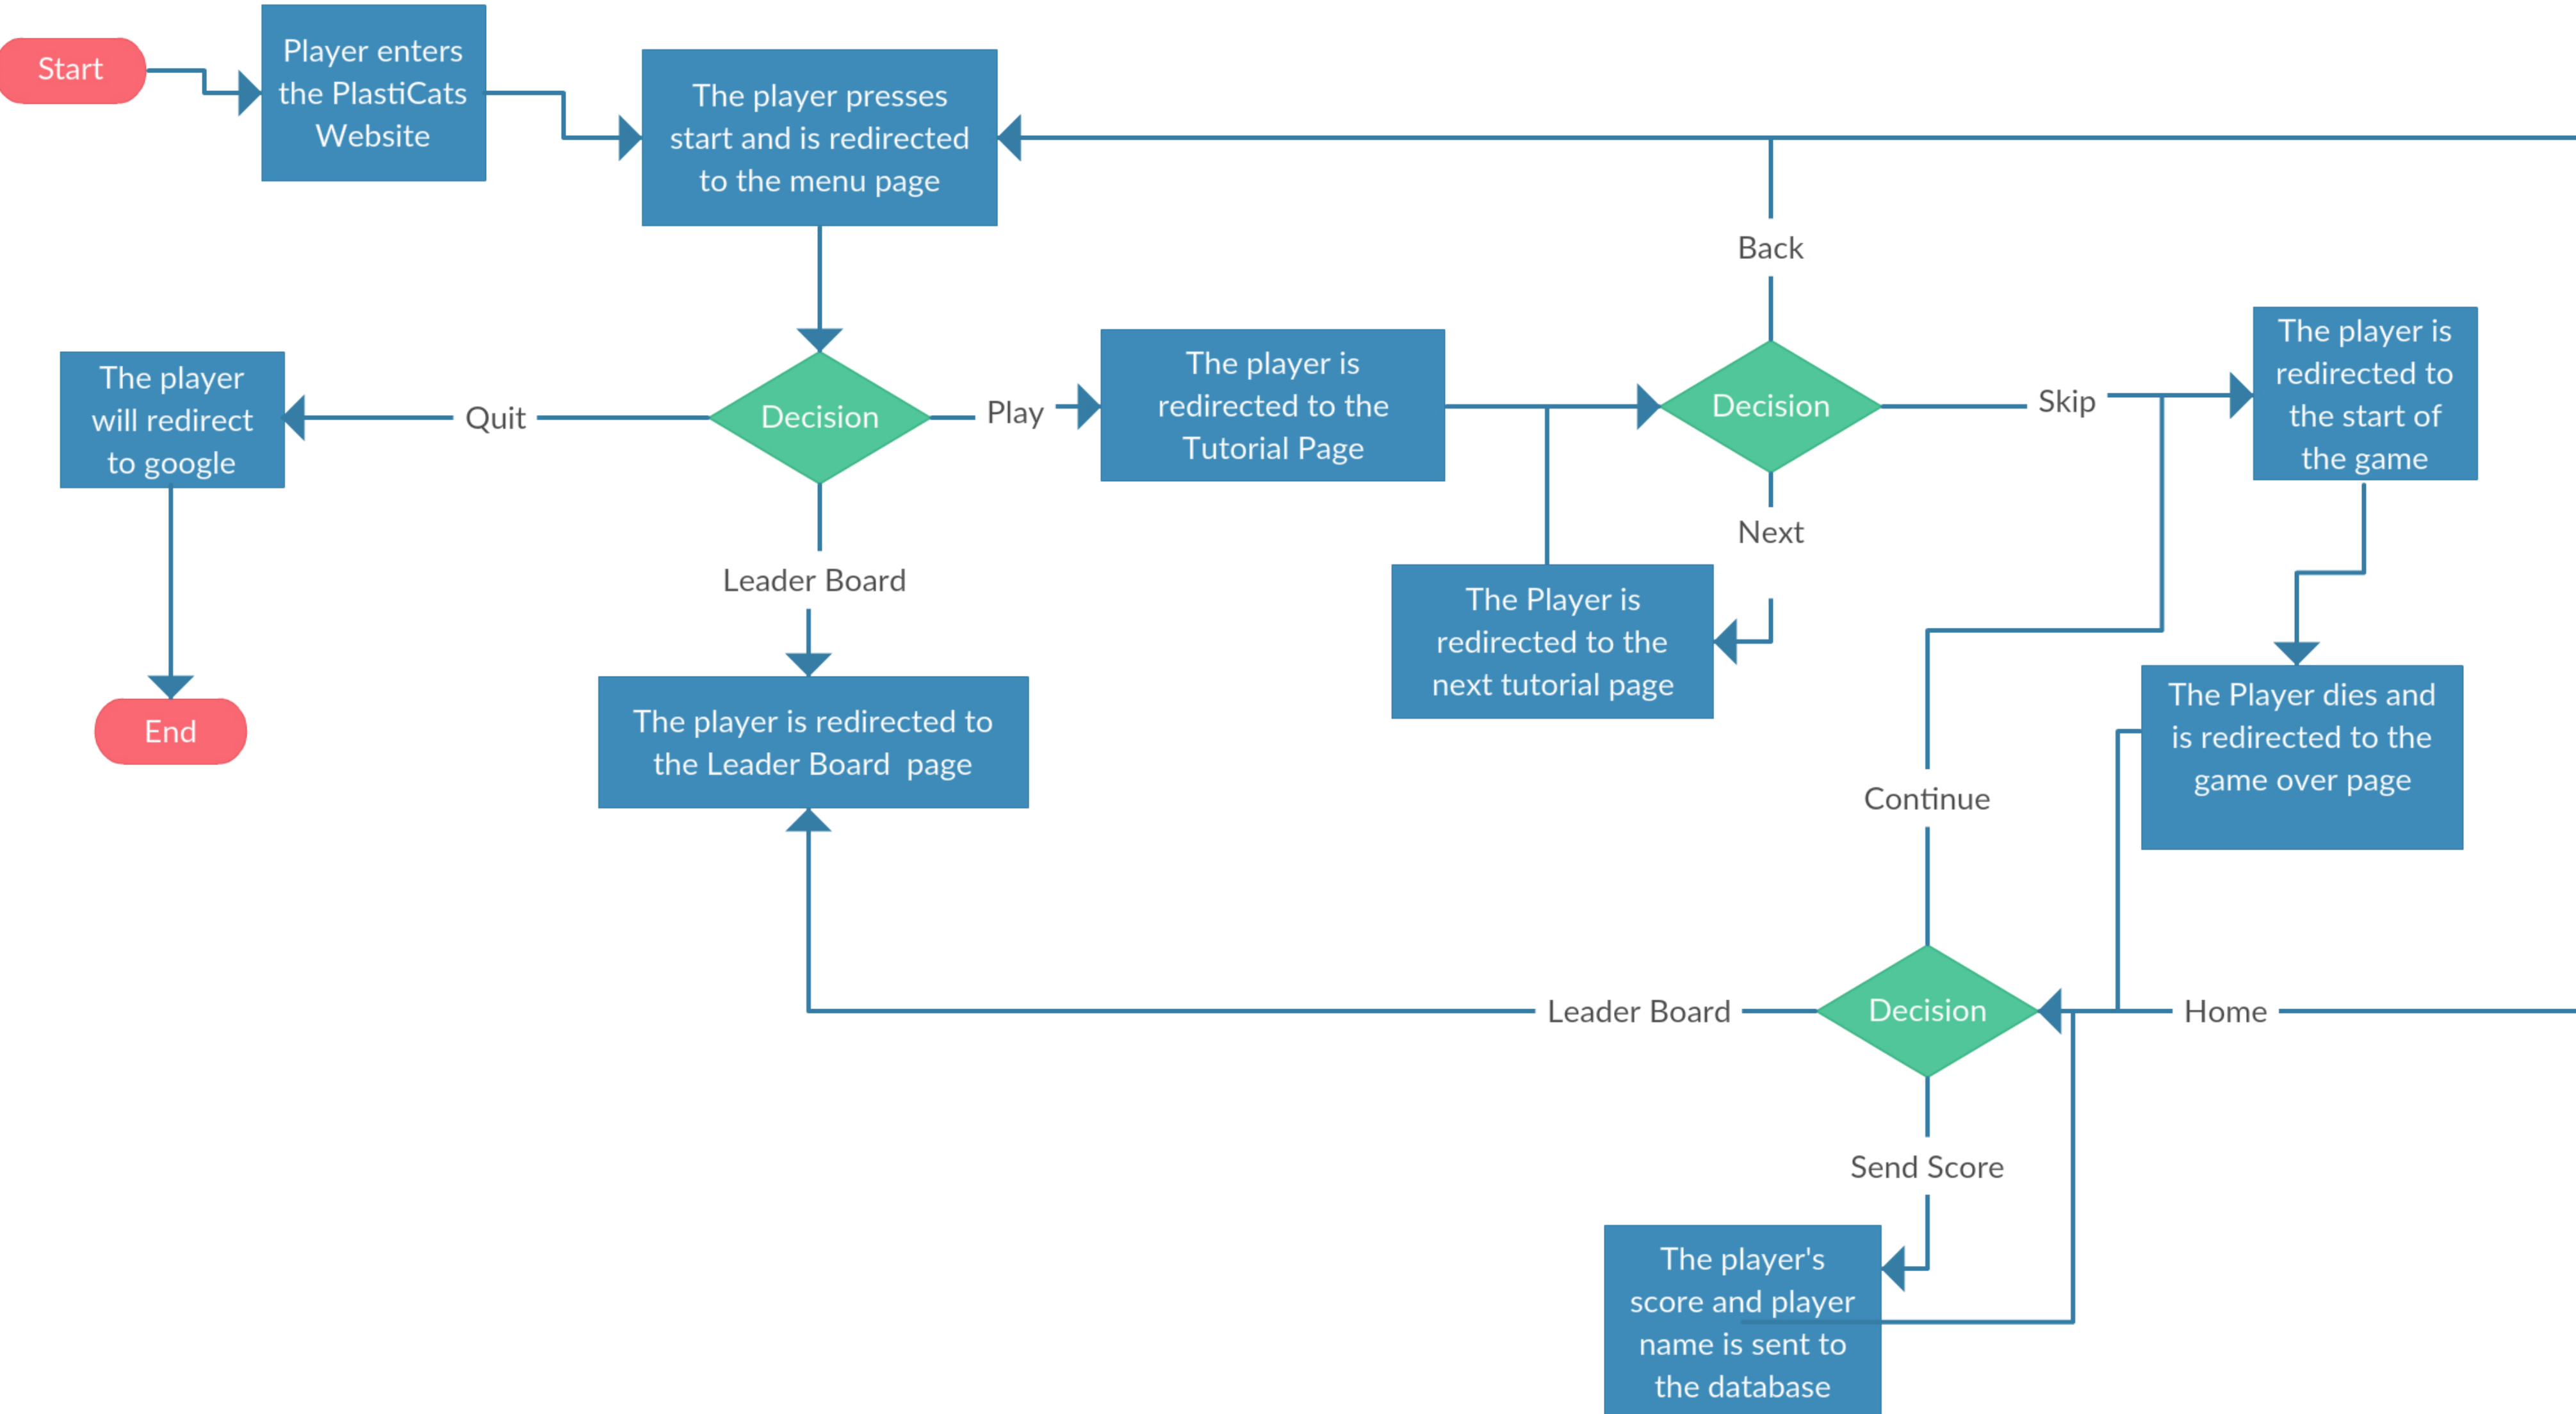 Start
Player enters
the PlastiCats
Website
The player presses
start and is redirected
to the menu page
Back
The player
will redirect
to google
Quit
Decision
Play
The player is
redirected to the
Tutorial Page
Decision
Skip
The player is
redirected to
the start of
the game
Next
Leader Board
The Player is
redirected to the
next tutorial page
End
The player is redirected to
the Leader Board  page
The Player dies and
is redirected to the
game over page
Continue
Leader Board
Decision
Home
Send Score
The player's
score and player
name is sent to
the database